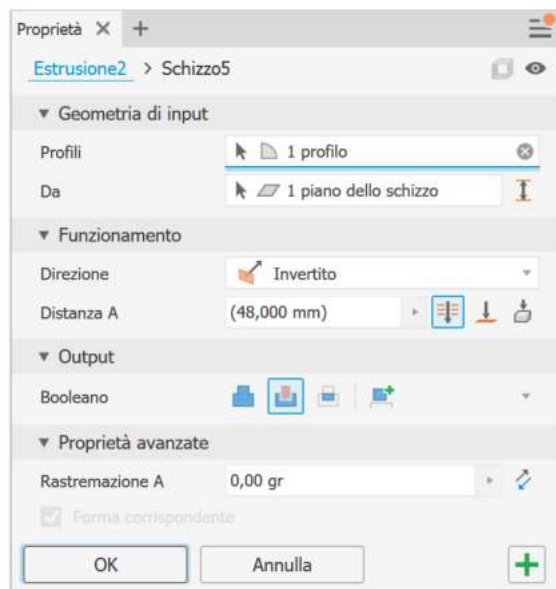 Proprietà
Estrusione2 > Schizzo5
Geometria di input
Profili 1 profilo
Da 1 piano dello schizzo
Funzionamento
Direzione Invertito
Distanza A (48,000 mm)
Output
Booleano
Proprietà avanzate
Rastremazione A 0,00 gr
Forma corrispondente
OK Annulla